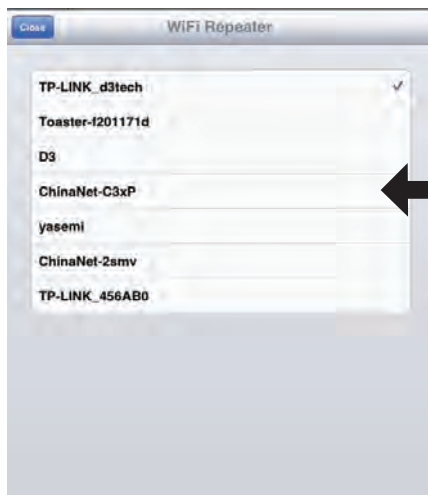 Close
WiFi Repeater
TP-LINK_d3tech
Toaster-f201171d
D3
ChinaNet-C3xP
yasemi
ChinaNet-2smv
TP-LINK_456AB0